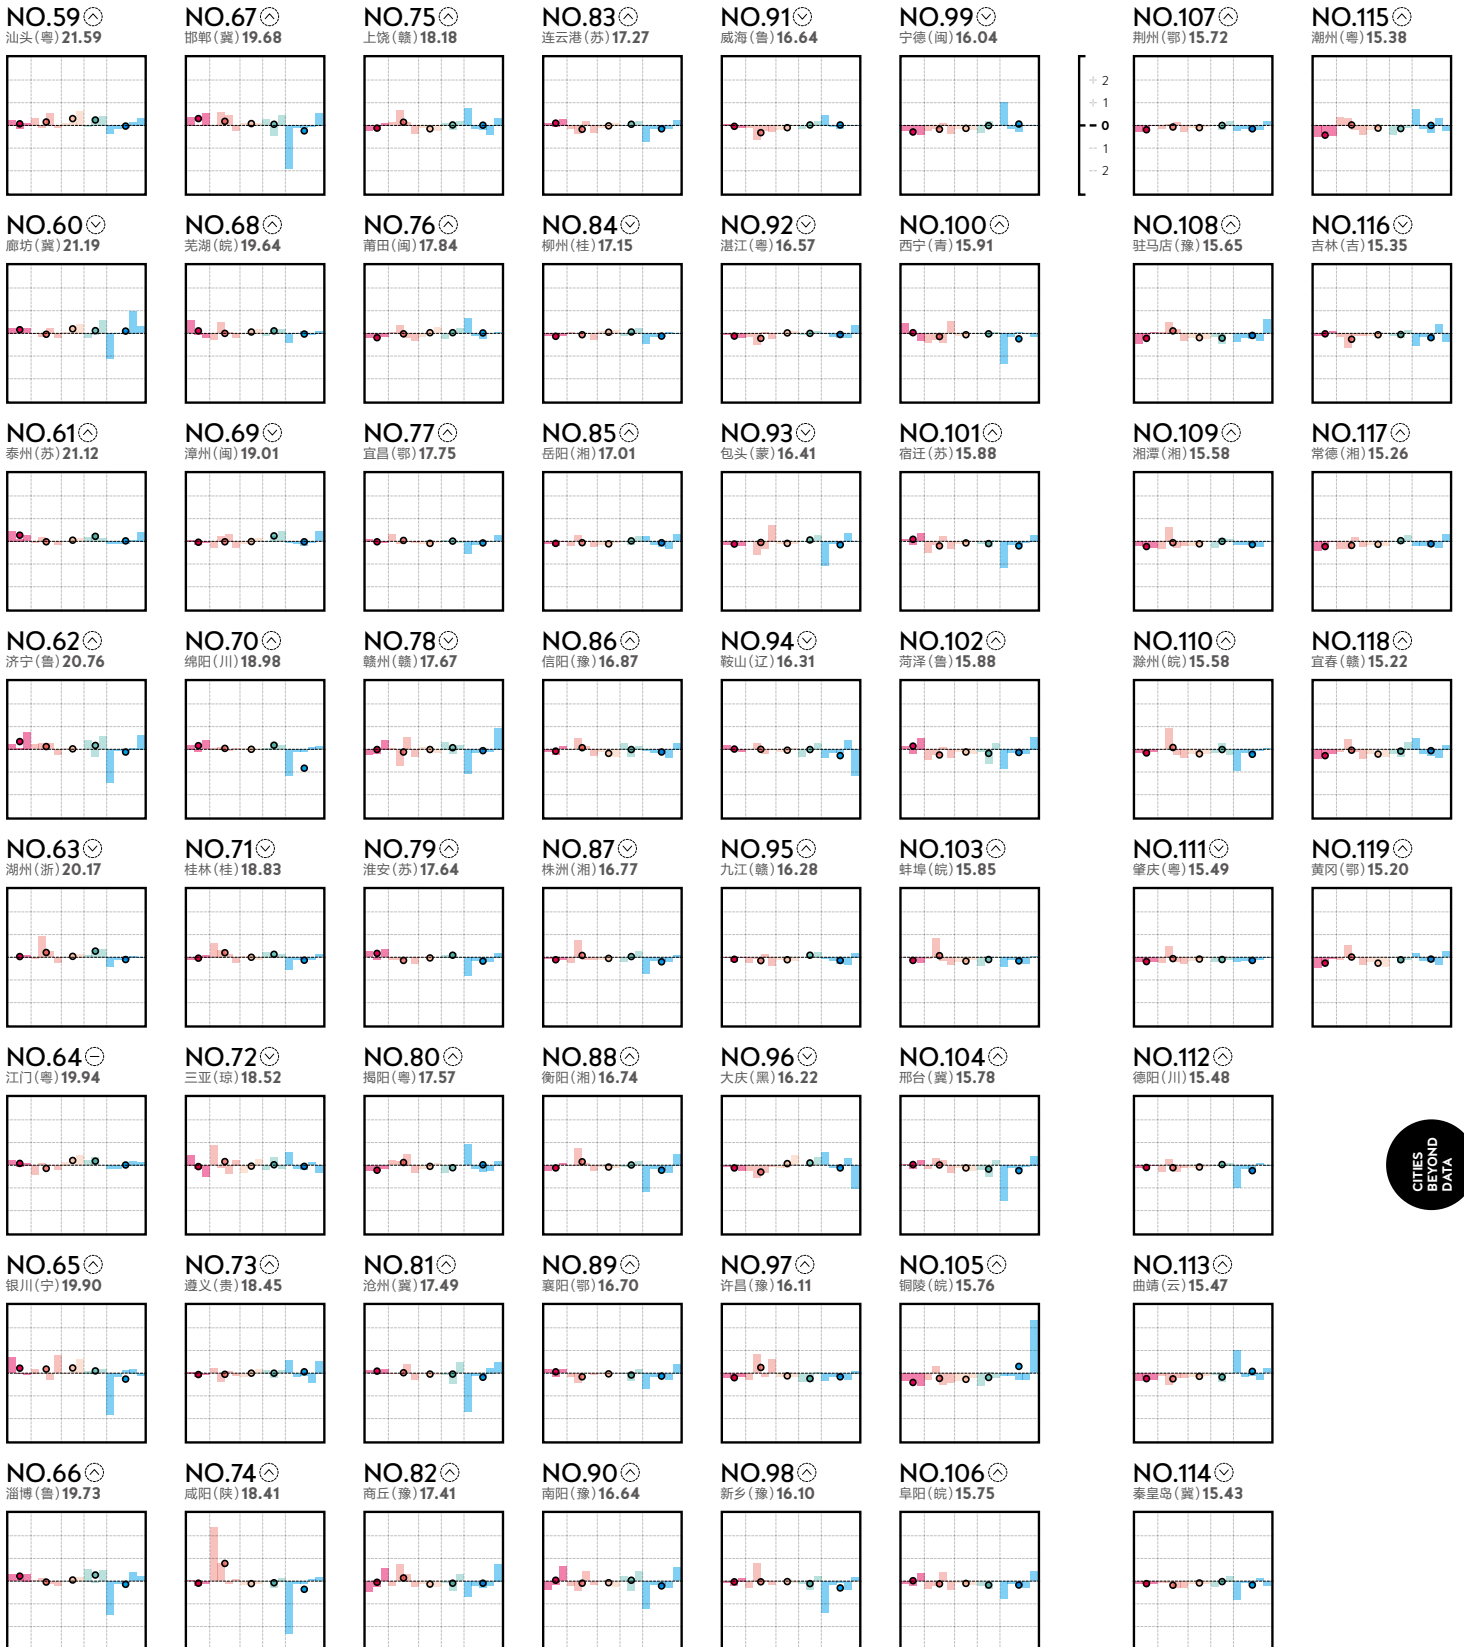 NO.59
汕头(粤)21.59
NO.60
廊坊(冀)21.19
NO.61
泰州(苏)21.12
NO.62
济宁(鲁)20.76
NO.63
湖州(浙)20.17
NO.64
江门(粤)19.94
NO.65
银川(宁)19.90
NO.66
淄博(鲁)19.73
NO.67
邯郸(冀)19.68
NO.68
芜湖(皖)19.64
NO.69
漳州(闽)19.01
NO.70
绵阳(川)18.98
NO.71
桂林(桂)18.83
NO.72
三亚(琼)18.52
NO.73
遵义(贵)18.45
NO.74
咸阳(陕)18.41
NO.75
上饶(赣)18.18
NO.76
莆田(闽)17.84
NO.77
宜昌(鄂)17.75
NO.78
赣州(赣)17.67
NO.79
淮安(苏)17.64
NO.80
揭阳(粤)17.57
NO.81
沧州(冀)17.49
NO.82
商丘(豫)17.41
NO.83
连云港(苏)17.27
NO.84
柳州(桂)17.15
NO.85
岳阳(湘)17.01
NO.86
信阳(豫)16.87
NO.87
株洲(湘)16.77
NO.88
衡阳(湘)16.74
NO.89
襄阳(鄂)16.70
NO.90
南阳(豫)16.64
NO.91
威海(鲁)16.64
NO.92
湛江(粤)16.57
NO.93
包头(蒙)16.41
NO.94
鞍山(辽)16.31
NO.95
九江(赣)16.28
NO.96
大庆(黑)16.22
NO.97
许昌(豫)16.11
NO.98
新乡(豫)16.10
NO.99
宁德(闽)16.04
NO.100
西宁(青)15.91
NO.101
宿迁(苏)15.88
NO.102
菏泽(鲁)15.88
NO.103
蚌埠(皖)15.85
NO.104
邢台(冀)15.78
NO.105
铜陵(皖)15.76
NO.106
阜阳(皖)15.75
+ 2
+ 1
0
- 1
- 2
NO.107
荆州(鄂)15.72
NO.108
驻马店(豫)15.65
NO.109
湘潭(湘)15.58
NO.110
滁州(皖)15.58
NO.111
肇庆(粤)15.49
NO.112
德阳(川)15.48
NO.113
曲靖(云)15.47
NO.114
秦皇岛(冀)15.43
NO.115
潮州(粤)15.38
NO.116
吉林(吉)15.35
NO.117
常德(湘)15.26
NO.118
宜春(赣)15.22
NO.119
黄冈(鄂)15.20
CITIES
BEYOND
DATA